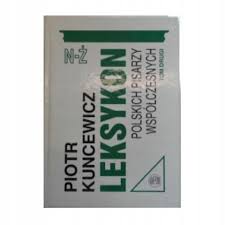 N-Ż
PIOTR
KUNCEWICZ
LEKSYKON
POLSKICH PISARZY
WSPÓŁCZESNYCH
TOM DRUGI